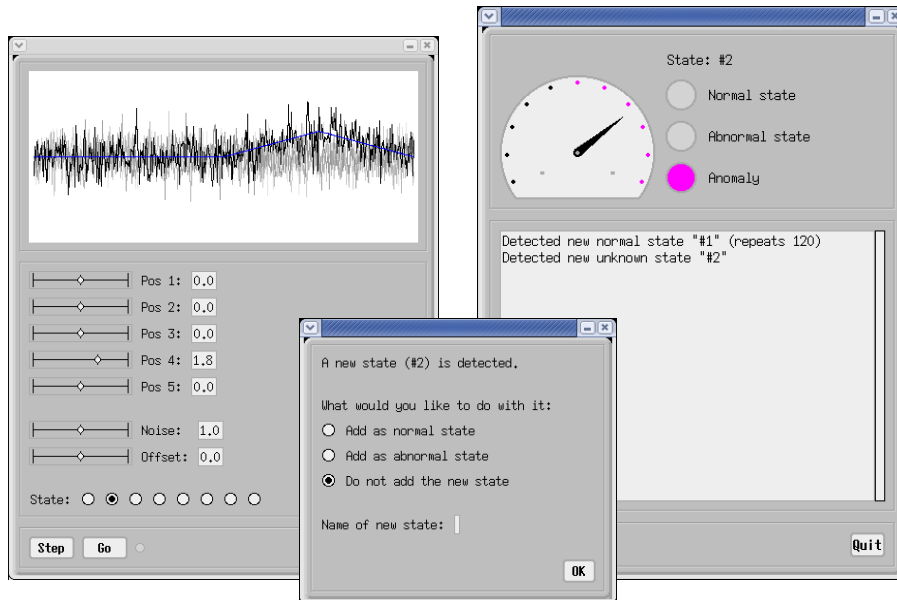 Pos 1: 0.0
Pos 2: 0.0
Pos 3: 0.0
Pos 4: 1.8
Pos 5: 0.0
Noise: 1.0
Offset: 0.0
State:
Step Go
State: #2
Normal state
Abnormal state
Anomaly
Detected new normal state "#1" (repeats 120)
Detected new unknown state "#2"
Quit
A new state (#2) is detected.
What would you like to do with it:
Add as normal state
Add as abnormal state
Do not add the new state
Name of new state:
OK